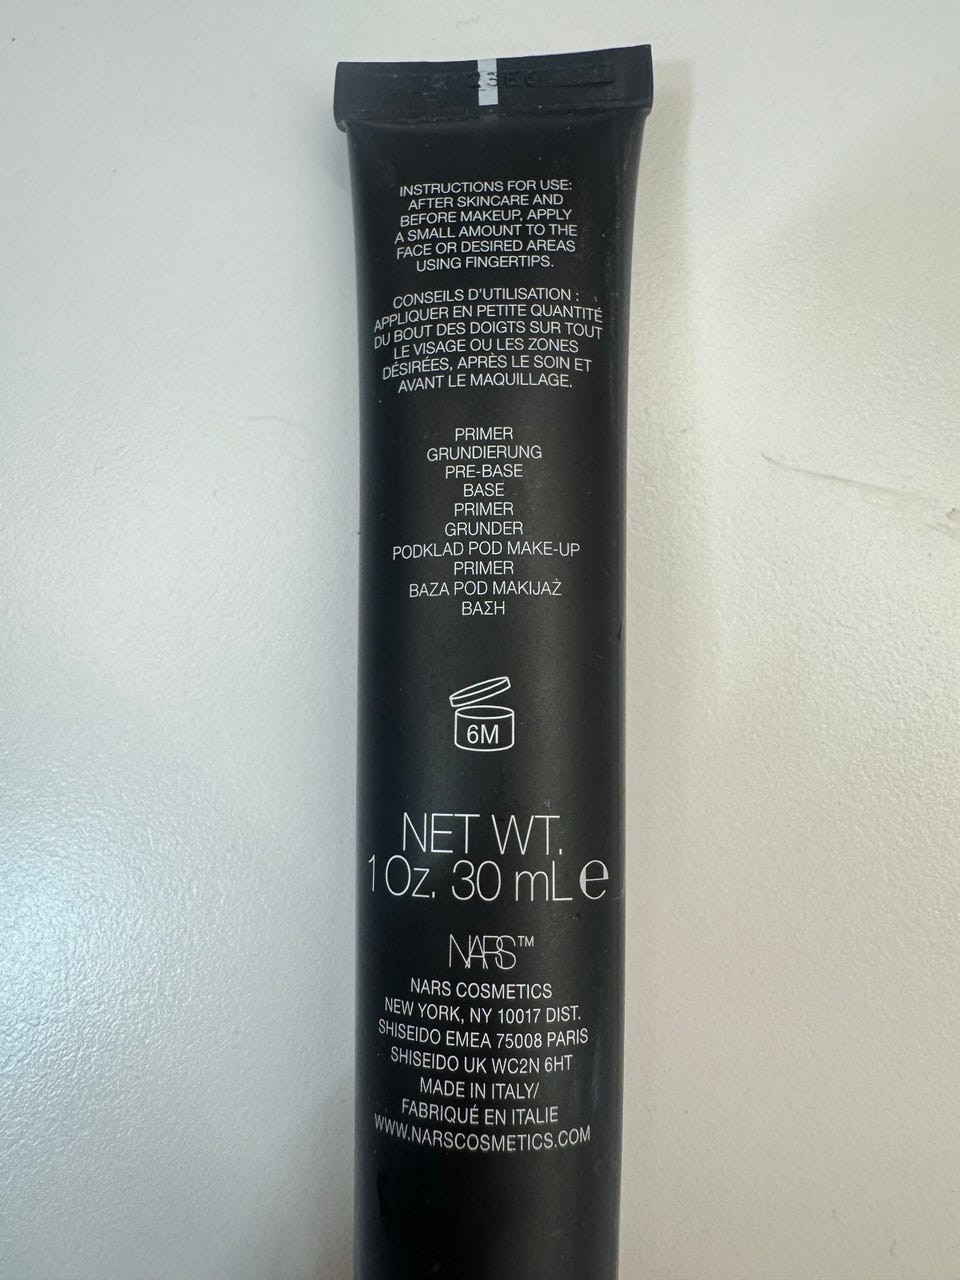 INSTRUCTIONS FOR USE:
AFTER SKINCARE AND
BEFORE MAKEUP, APPLY
A SMALL AMOUNT TO THE
FACE OR DESIRED AREAS
USING FINGERTIPS.
CONSEILS D'UTILISATION :
APPLIQUER EN PETITE QUANTITÉ
DU BOUT DES DOIGTS SUR TOUT
LE VISAGE OU LES ZONES
DÉSIRÉES, APRÈS LE SOIN ET
AVANT LE MAQUILLAGE.
PRIMER
GRUNDIERUNG
PRE-BASE
BASE
PRIMER
GRUNDER
PODKLAD POD MAKE-UP
PRIMER
BAZA POD MAKIJAŻ
ΒΑΣΗ
6M
NET WT.
1 Oz. 30 mL e
NARS™
NARS COSMETICS
NEW YORK, NY 10017 DIST.
SHISEIDO EMEA 75008 PARIS
SHISEIDO UK WC2N 6HT
MADE IN ITALY/
FABRIQUÉ EN ITALIE
WWW.NARSCOSMETICS.COM